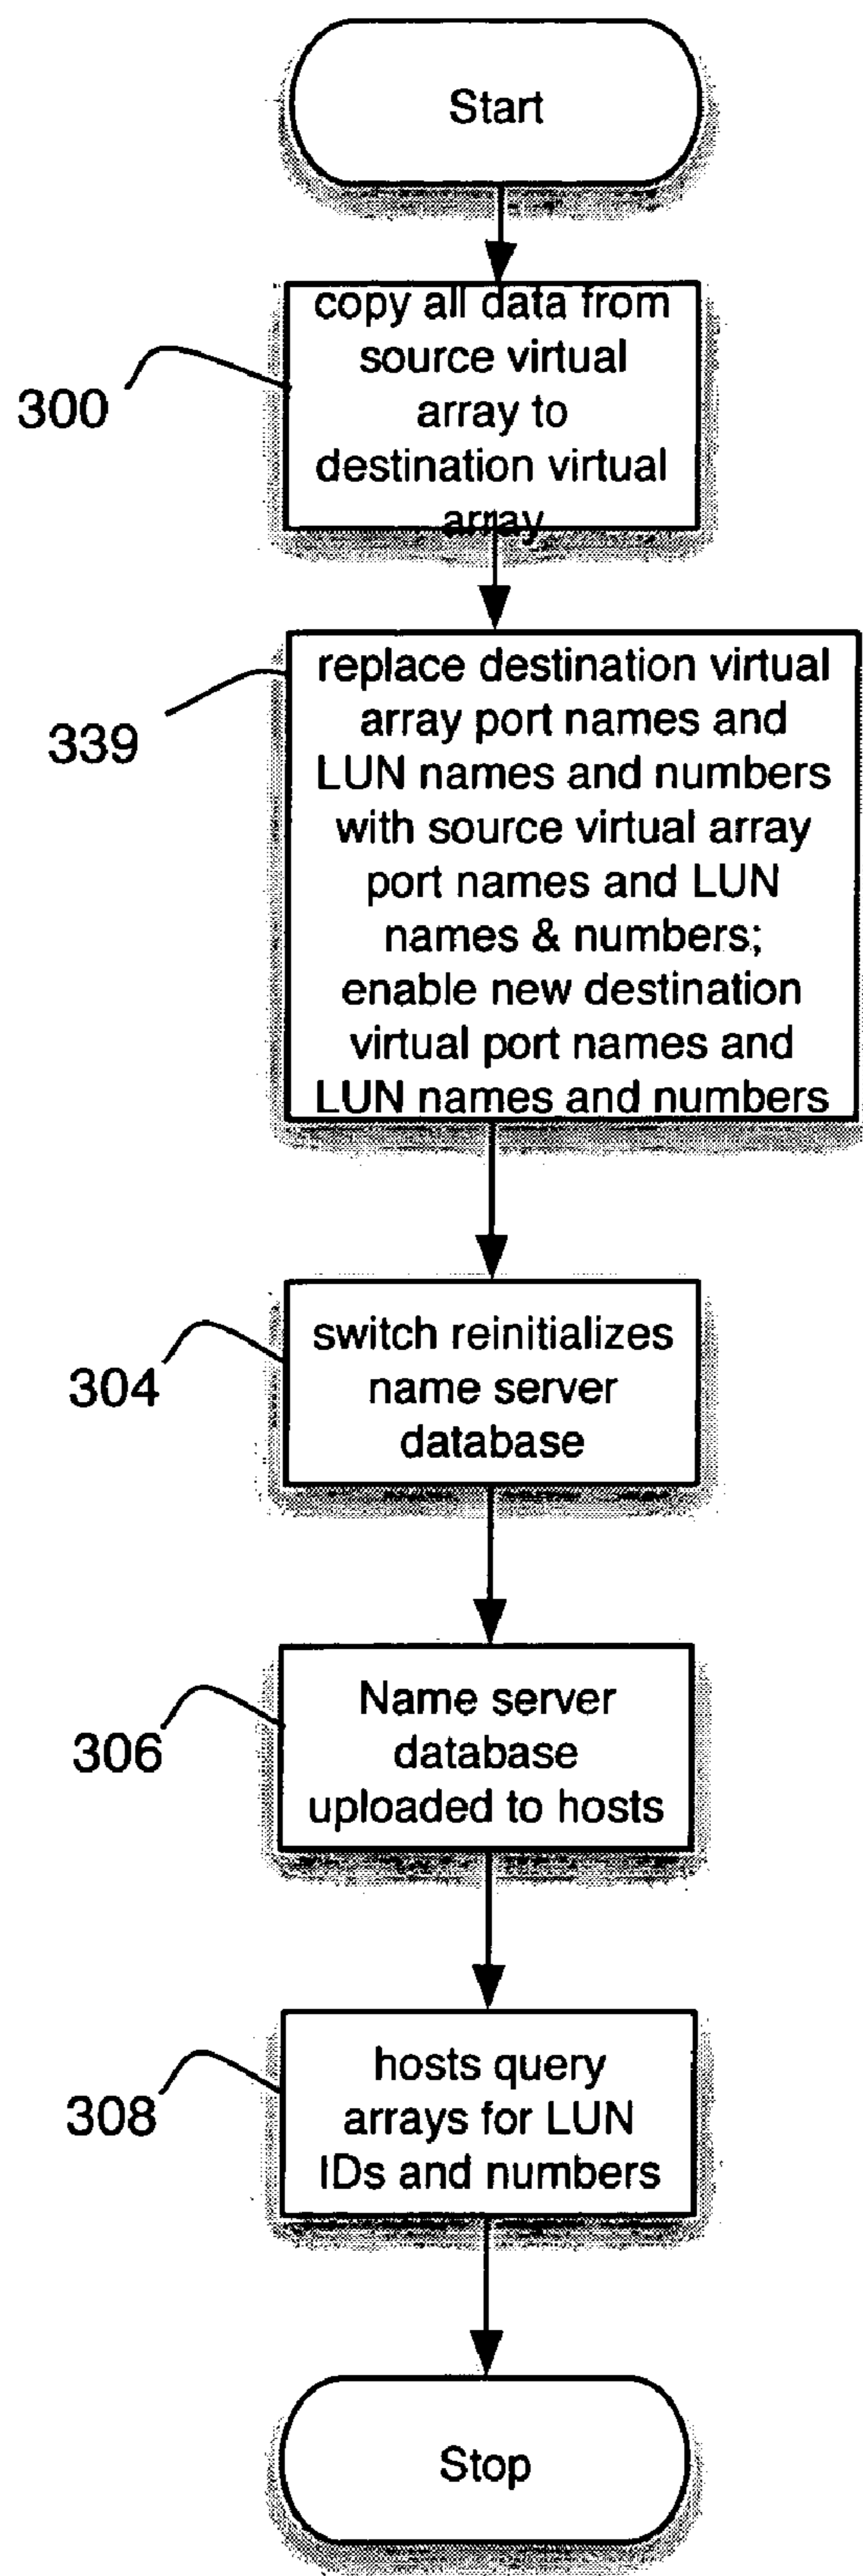 Start
copy all data from
source virtual
array to
destination virtual
array
300
replace destination virtual
array port names and
LUN names and numbers
with source virtual array
port names and LUN
names & numbers;
enable new destination
virtual port names and
LUN names and numbers
339
switch reinitializes
name server
database
304
Name server
database
uploaded to hosts
306
hosts query
arrays for LUN
IDs and numbers
308
Stop